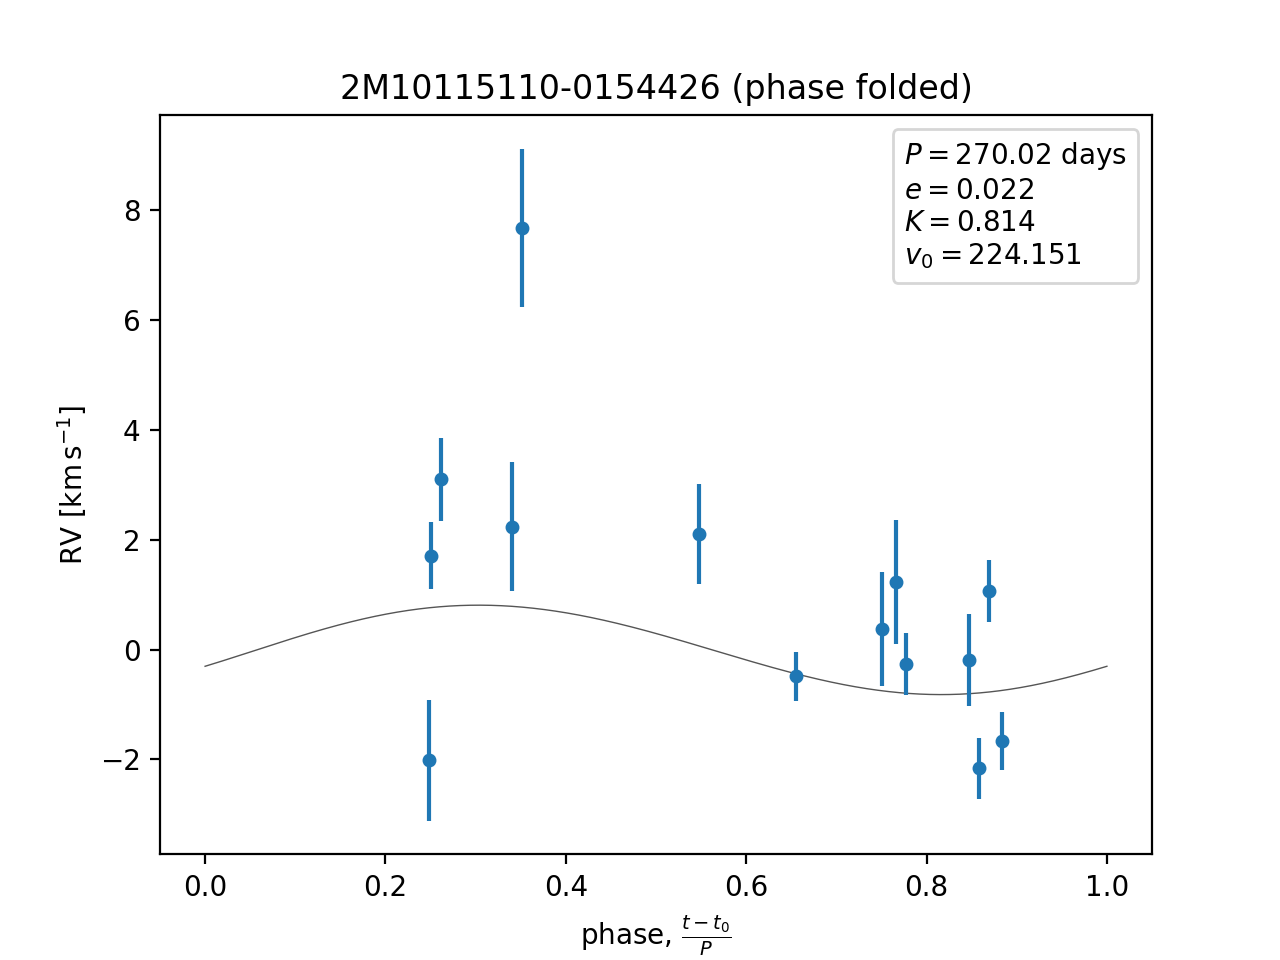 2M10115110-0154426 (phase folded)
P = 270.02 days
e = 0.022
K = 0.814
v₀ = 224.151
8
6
4
2
0
−2
RV [km s⁻¹]
0.0 0.2 0.4 0.6 0.8 1.0
phase, (t − t₀)/P